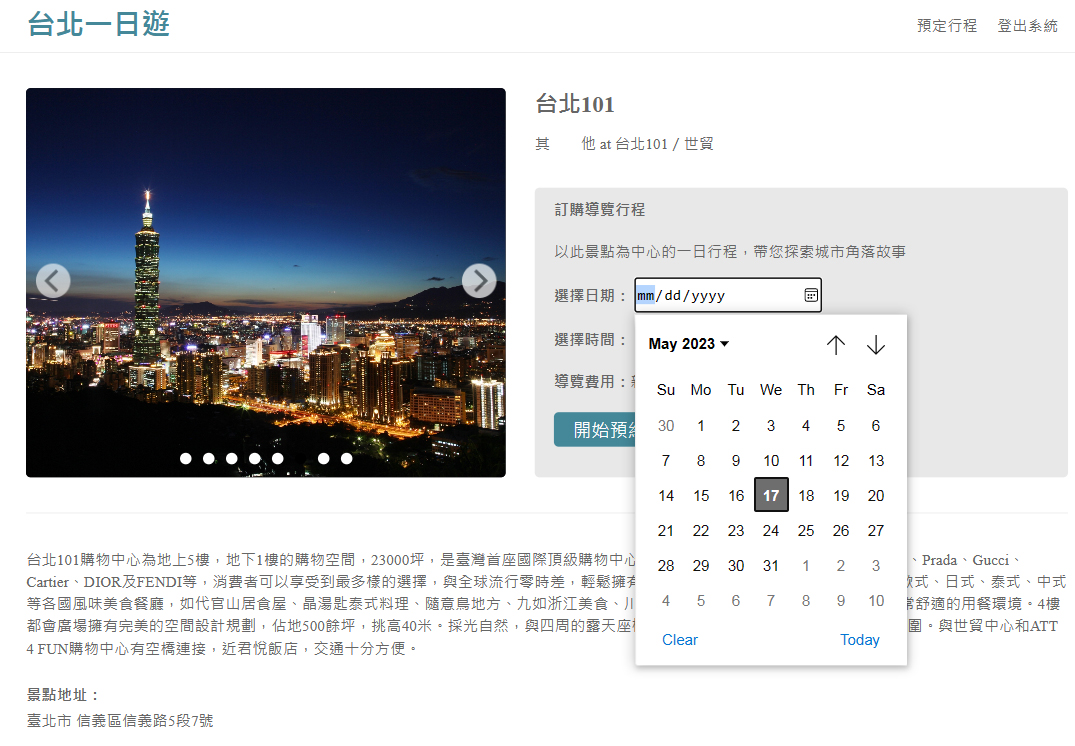 台北一日遊
預定行程 登出系統
台北101
其 他 at 台北101 / 世貿
訂購導覽行程
以此景點為中心的一日行程，帶您探索城市角落故事
選擇日期：
mm/dd/yyyy
選擇時間：
導覽費用：
開始預約
May 2023
Su Mo Tu We Th Fr Sa
30 1 2 3 4 5 6
7 8 9 10 11 12 13
14 15 16 17 18 19 20
21 22 23 24 25 26 27
28 29 30 31 1 2 3
4 5 6 7 8 9 10
Clear Today
台北101購物中心為地上5樓，地下1樓的購物空間，23000坪，是臺灣首座國際頂級購物中心 、Prada、Gucci、
Cartier、DIOR及FENDI等，消費者可以享受到最多樣的選擇，與全球流行零時差，輕鬆擁有 歐式、日式、泰式、中式
等各國風味美食餐廳，如代官山居食屋、晶湯匙泰式料理、隨意鳥地方、九如浙江美食、川 常舒適的用餐環境。4樓
都會廣場擁有完美的空間設計規劃，佔地500餘坪，挑高40米。採光自然，與四周的露天座 圍。與世貿中心和ATT
4 FUN購物中心有空橋連接，近君悅飯店，交通十分方便。
景點地址：
臺北市 信義區信義路5段7號